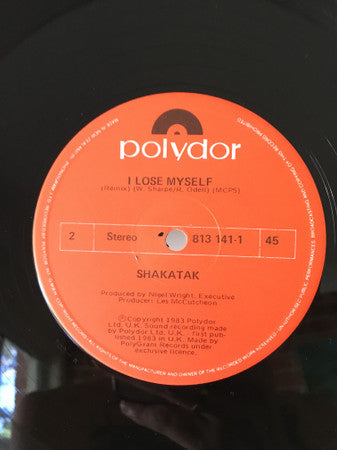 polydor
I LOSE MYSELF
(Remix) (W. Sharpe/R. Odell) (MCPS)
2 Stereo 813 141-1 45
SHAKATAK
Produced by Nigel Wright. Executive
Producer: Les McCutcheon
Ⓟ Copyright 1983 Polydor
Ltd. U.K. Sound recording made
by Polydor Ltd. U.K. - first pub-
lished 1983 in U.K. Made by
PolyGram Records under
exclusive licence.